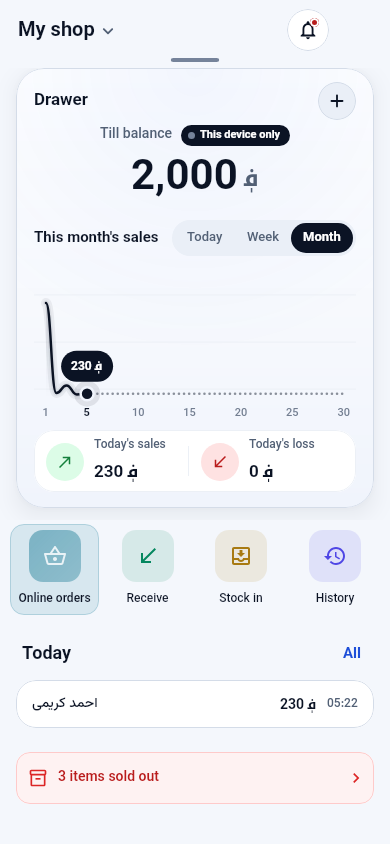 My shop
Drawer
Till balance This device only
2,000 ؋
This month's sales Today Week Month
230 ؋
1 5 10 15 20 25 30
Today's sales Today's loss
230 ؋ 0 ؋
Online orders Receive Stock in History
Today All
احمد کریمی 230 ؋ 05:22
3 items sold out